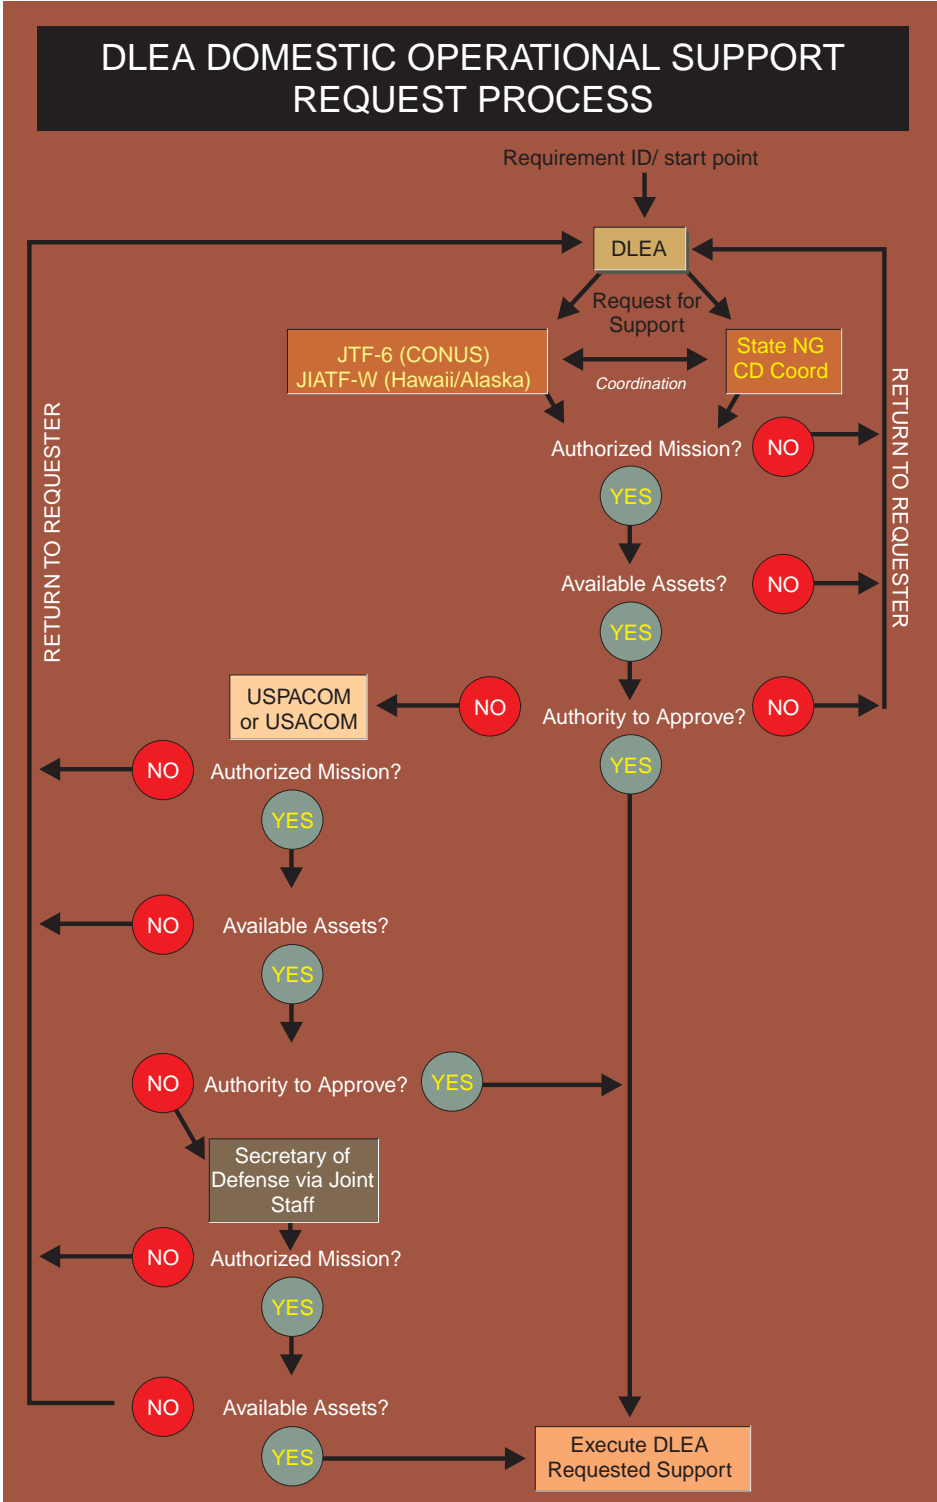 DLEA DOMESTIC OPERATIONAL SUPPORT
REQUEST PROCESS
Requirement ID/ start point
DLEA
Request for
Support
JTF-6 (CONUS)
JIATF-W (Hawaii/Alaska)
Coordination
State NG
CD Coord
RETURN TO REQUESTER
RETURN TO REQUESTER
Authorized Mission?
NO
YES
Available Assets?
NO
YES
USPACOM
or USACOM
NO
Authority to Approve?
NO
YES
NO
Authorized Mission?
YES
NO
Available Assets?
YES
NO
Authority to Approve?
YES
Secretary of
Defense via Joint
Staff
NO
Authorized Mission?
YES
NO
Available Assets?
YES
Execute DLEA
Requested Support